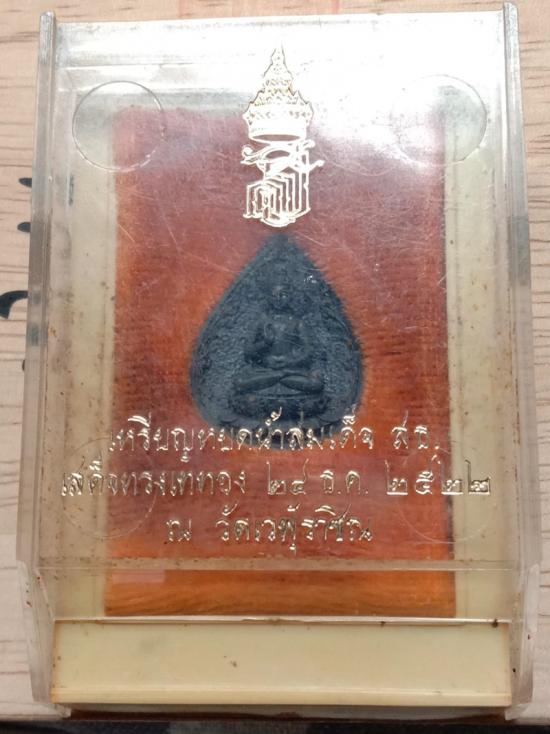 เหรียญหยดน้ำสมเด็จ สธ.
เสด็จทรงเททอง ๒๔ ธ.ค. ๒๕๒๒
ณ วัดเวฬุราชิณ